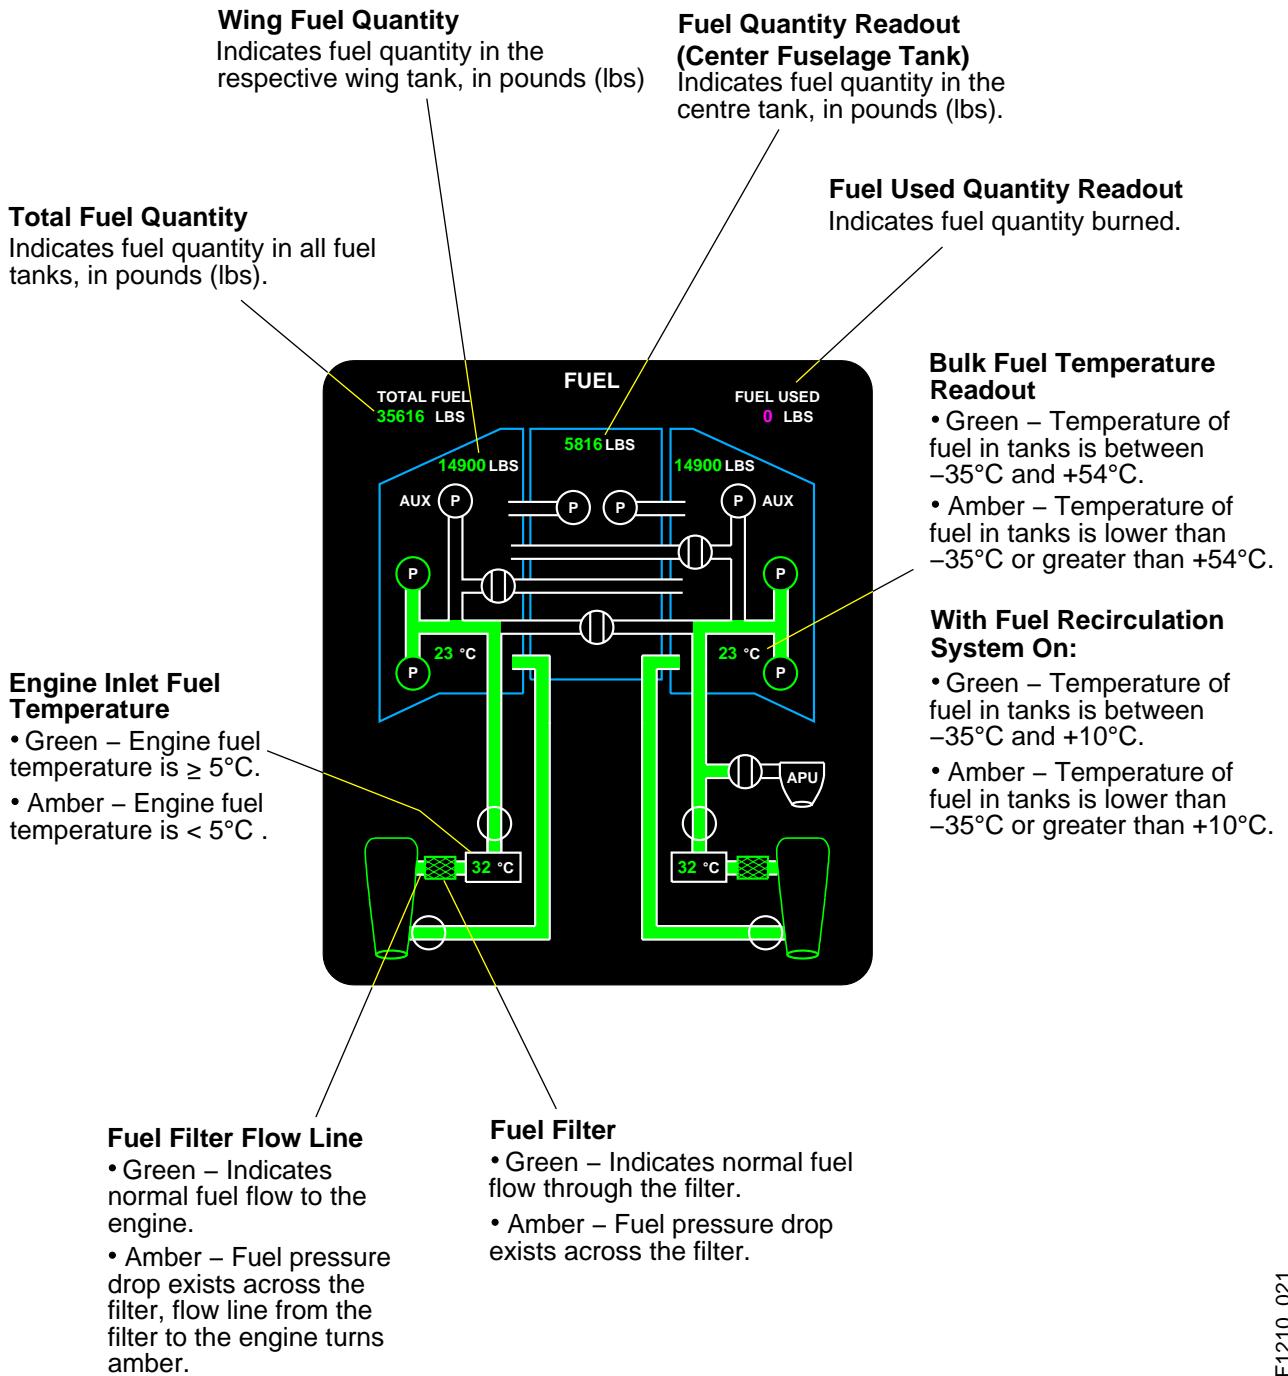 Wing Fuel Quantity
Indicates fuel quantity in the
respective wing tank, in pounds (lbs)
Fuel Quantity Readout
(Center Fuselage Tank)
Indicates fuel quantity in the
centre tank, in pounds (lbs).
Total Fuel Quantity
Indicates fuel quantity in all fuel
tanks, in pounds (lbs).
Fuel Used Quantity Readout
Indicates fuel quantity burned.
FUEL
TOTAL FUEL
35616 LBS
FUEL USED
0 LBS
5816 LBS
14900 LBS
14900 LBS
AUX P
P
P
P AUX
P
P
23 °C
23 °C
P
P
APU
32 °C
32 °C
Bulk Fuel Temperature
Readout
• Green – Temperature of
fuel in tanks is between
–35°C and +54°C.
• Amber – Temperature of
fuel in tanks is lower than
–35°C or greater than +54°C.
With Fuel Recirculation
System On:
• Green – Temperature of
fuel in tanks is between
–35°C and +10°C.
• Amber – Temperature of
fuel in tanks is lower than
–35°C or greater than +10°C.
Engine Inlet Fuel
Temperature
• Green – Engine fuel
temperature is ≥ 5°C.
• Amber – Engine fuel
temperature is < 5°C .
Fuel Filter Flow Line
• Green – Indicates
normal fuel flow to the
engine.
• Amber – Fuel pressure
drop exists across the
filter, flow line from the
filter to the engine turns
amber.
Fuel Filter
• Green – Indicates normal fuel
flow through the filter.
• Amber – Fuel pressure drop
exists across the filter.
F1210_021